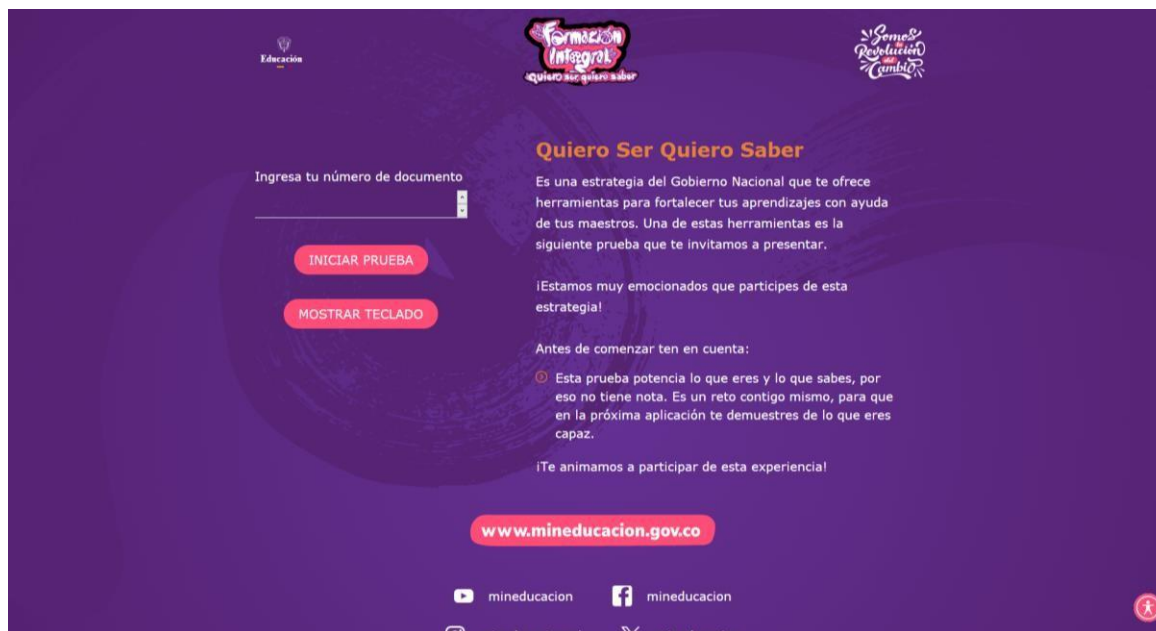 Educación
Formación
Integral
quiero ser, quiero saber
Somos
la
Revolución
del
Cambio
Ingresa tu número de documento
INICIAR PRUEBA
MOSTRAR TECLADO
Quiero Ser Quiero Saber
Es una estrategia del Gobierno Nacional que te ofrece
herramientas para fortalecer tus aprendizajes con ayuda
de tus maestros. Una de estas herramientas es la
siguiente prueba que te invitamos a presentar.
¡Estamos muy emocionados que participes de esta
estrategia!
Antes de comenzar ten en cuenta:
Esta prueba potencia lo que eres y lo que sabes, por
eso no tiene nota. Es un reto contigo mismo, para que
en la próxima aplicación te demuestres de lo que eres
capaz.
¡Te animamos a participar de esta experiencia!
www.mineducacion.gov.co
mineducacion
mineducacion